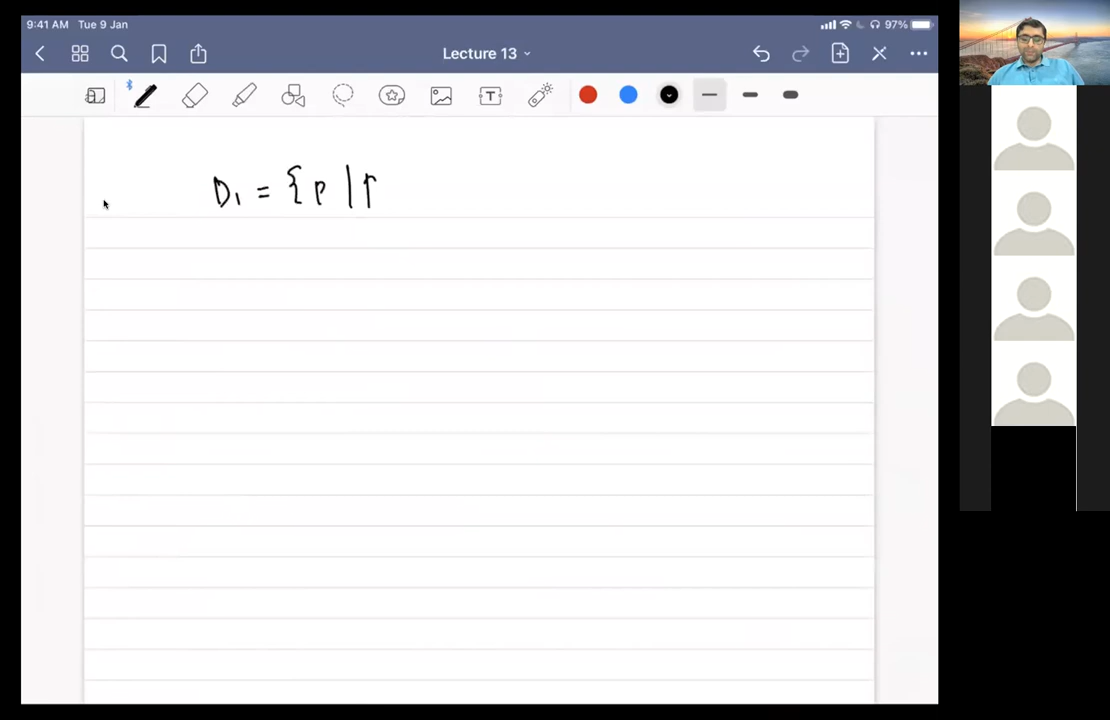 9:41 AM Tue 9 Jan
97%
Lecture 13
T
D₁ = { p | p